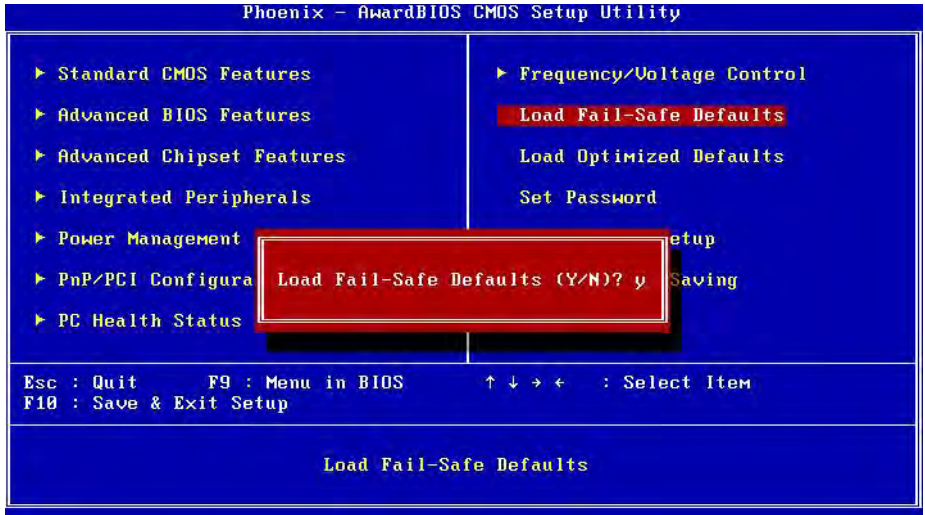 Phoenix - AwardBIOS CMOS Setup Utility
► Standard CMOS Features
► Advanced BIOS Features
► Advanced Chipset Features
► Integrated Peripherals
► Power Management
► PnP/PCI Configura
► PC Health Status
► Frequency/Voltage Control
Load Fail-Safe Defaults
Load Optimized Defaults
Set Password
etup
Saving
Load Fail-Safe Defaults (Y/N)? y
Esc : Quit F9 : Menu in BIOS ↑ ↓ → ← : Select Item
F10 : Save & Exit Setup
Load Fail-Safe Defaults